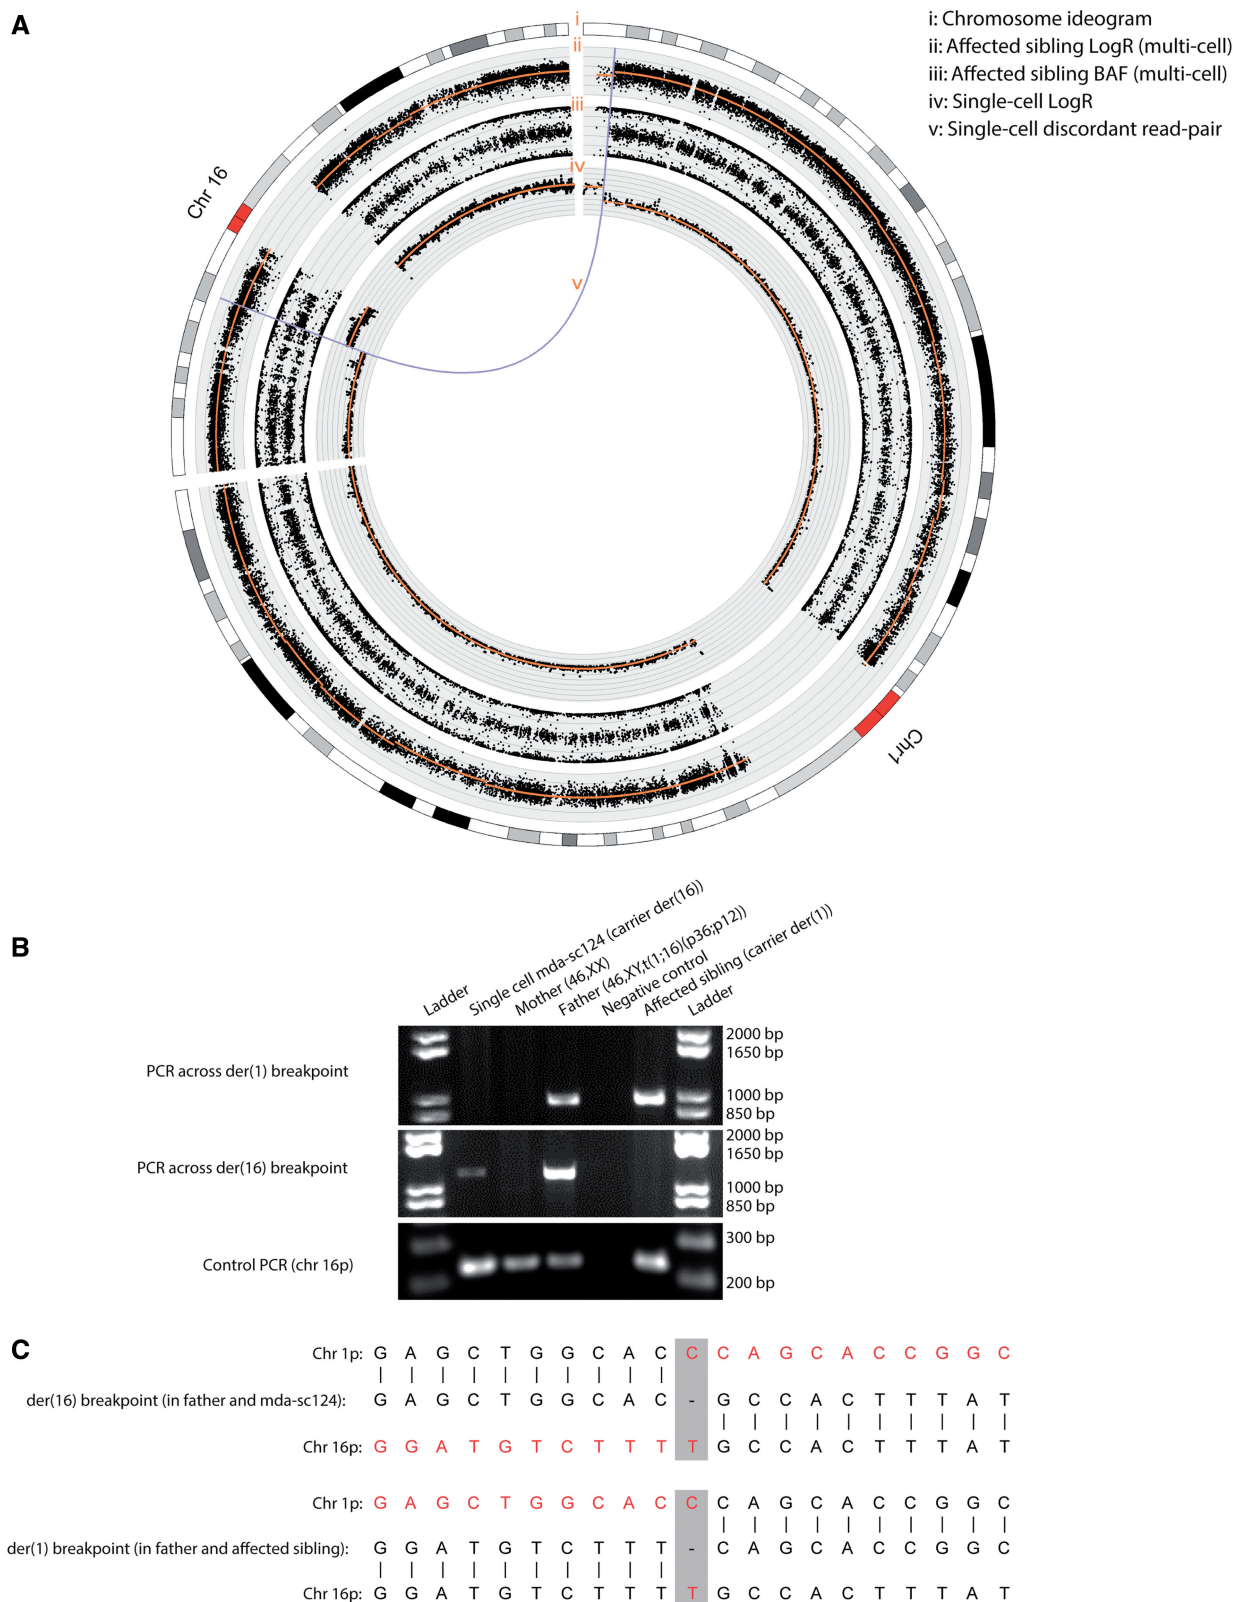 A
i: Chromosome ideogram
ii: Affected sibling LogR (multi-cell)
iii: Affected sibling BAF (multi-cell)
iv: Single-cell LogR
v: Single-cell discordant read-pair
i
ii
iii
iv
v
Chr 16
Chr1
B
Ladder
Single cell mda-sc124 (carrier der(16))
Mother (46,XX)
Father (46,XY,t(1;16)(p36;p12))
Negative control
Affected sibling (carrier der(1))
Ladder
PCR across der(1) breakpoint
2000 bp
1650 bp
1000 bp
850 bp
PCR across der(16) breakpoint
2000 bp
1650 bp
1000 bp
850 bp
Control PCR (chr 16p)
300 bp
200 bp
C
Chr 1p: G A G C T G G C A C C C A G C A C C G G C
der(16) breakpoint (in father and mda-sc124): G A G C T G G C A C - G C C A C T T T A T
Chr 16p: G G A T G T C T T T T G C C A C T T T A T
Chr 1p: G A G C T G G C A C C C A G C A C C G G C
der(1) breakpoint (in father and affected sibling): G G A T G T C T T T - C A G C A C C G G C
Chr 16p: G G A T G T C T T T T G C C A C T T T A T